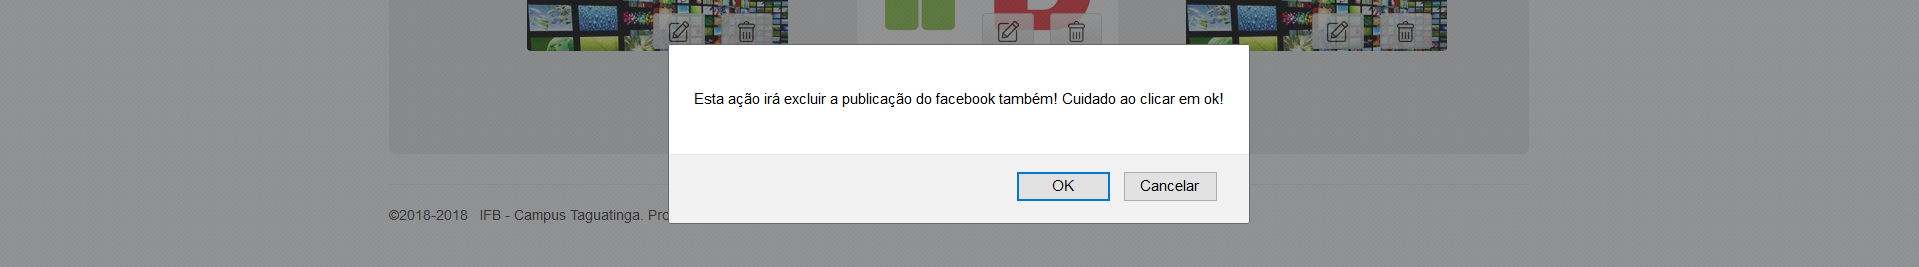 Esta ação irá excluir a publicação do facebook também! Cuidado ao clicar em ok!
OK Cancelar
©2018-2018 IFB - Campus Taguatinga.